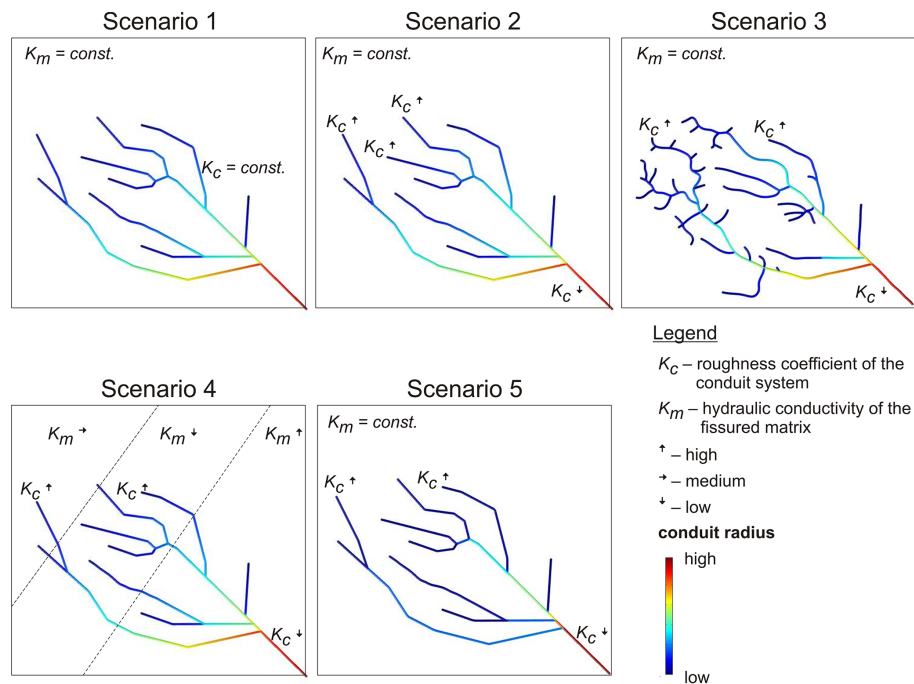 Scenario 1
Scenario 2
Scenario 3
Km = const.
Km = const.
Km = const.
Kc ↑
Kc ↑
Kc ↑
Kc = const.
Kc ↓
Kc ↑
Kc ↑
Kc ↓
Scenario 4
Scenario 5
Km →
Km ↓
Km ↑
Kc ↑
Kc ↑
Kc ↓
Km = const.
Kc ↑
Kc ↑
Kc ↓
Legend
Kc – roughness coefficient of the
conduit system
Km – hydraulic conductivity of the
fissured matrix
↑ – high
→ – medium
↓ – low
conduit radius
high
low